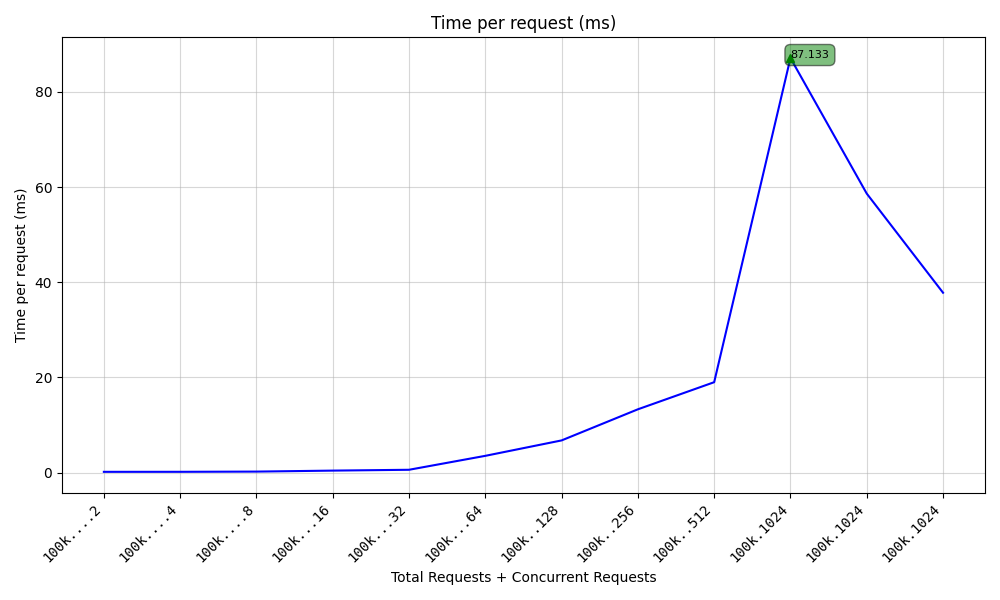 Time per request (ms)
87.133
80
60
40
20
0
Time per request (ms)
100k....2
100k....4
100k....8
100k...16
100k...32
100k...64
100k..128
100k..256
100k..512
100k.1024
100k.1024
100k.1024
Total Requests + Concurrent Requests